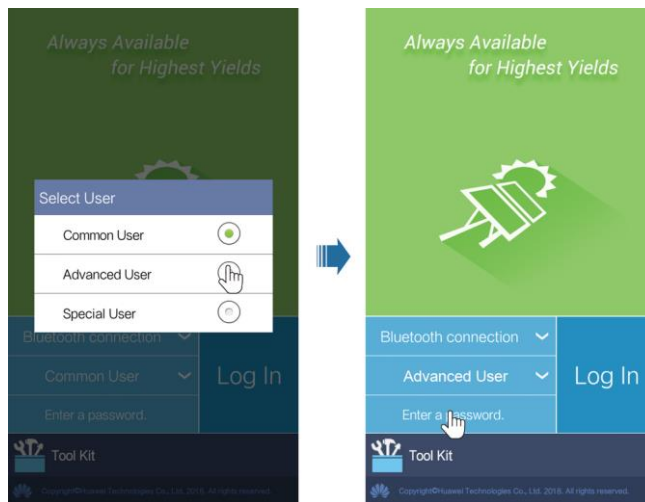 Always Available
for Highest Yields
Select User
Common User
Advanced User
Special User
Bluetooth connection
Common User
Enter a password.
Log In
Tool Kit
Copyright©Huawei Technologies Co., Ltd. 2018. All rights reserved.
Always Available
for Highest Yields
Bluetooth connection
Advanced User
Enter a password.
Log In
Tool Kit
Copyright©Huawei Technologies Co., Ltd. 2018. All rights reserved.